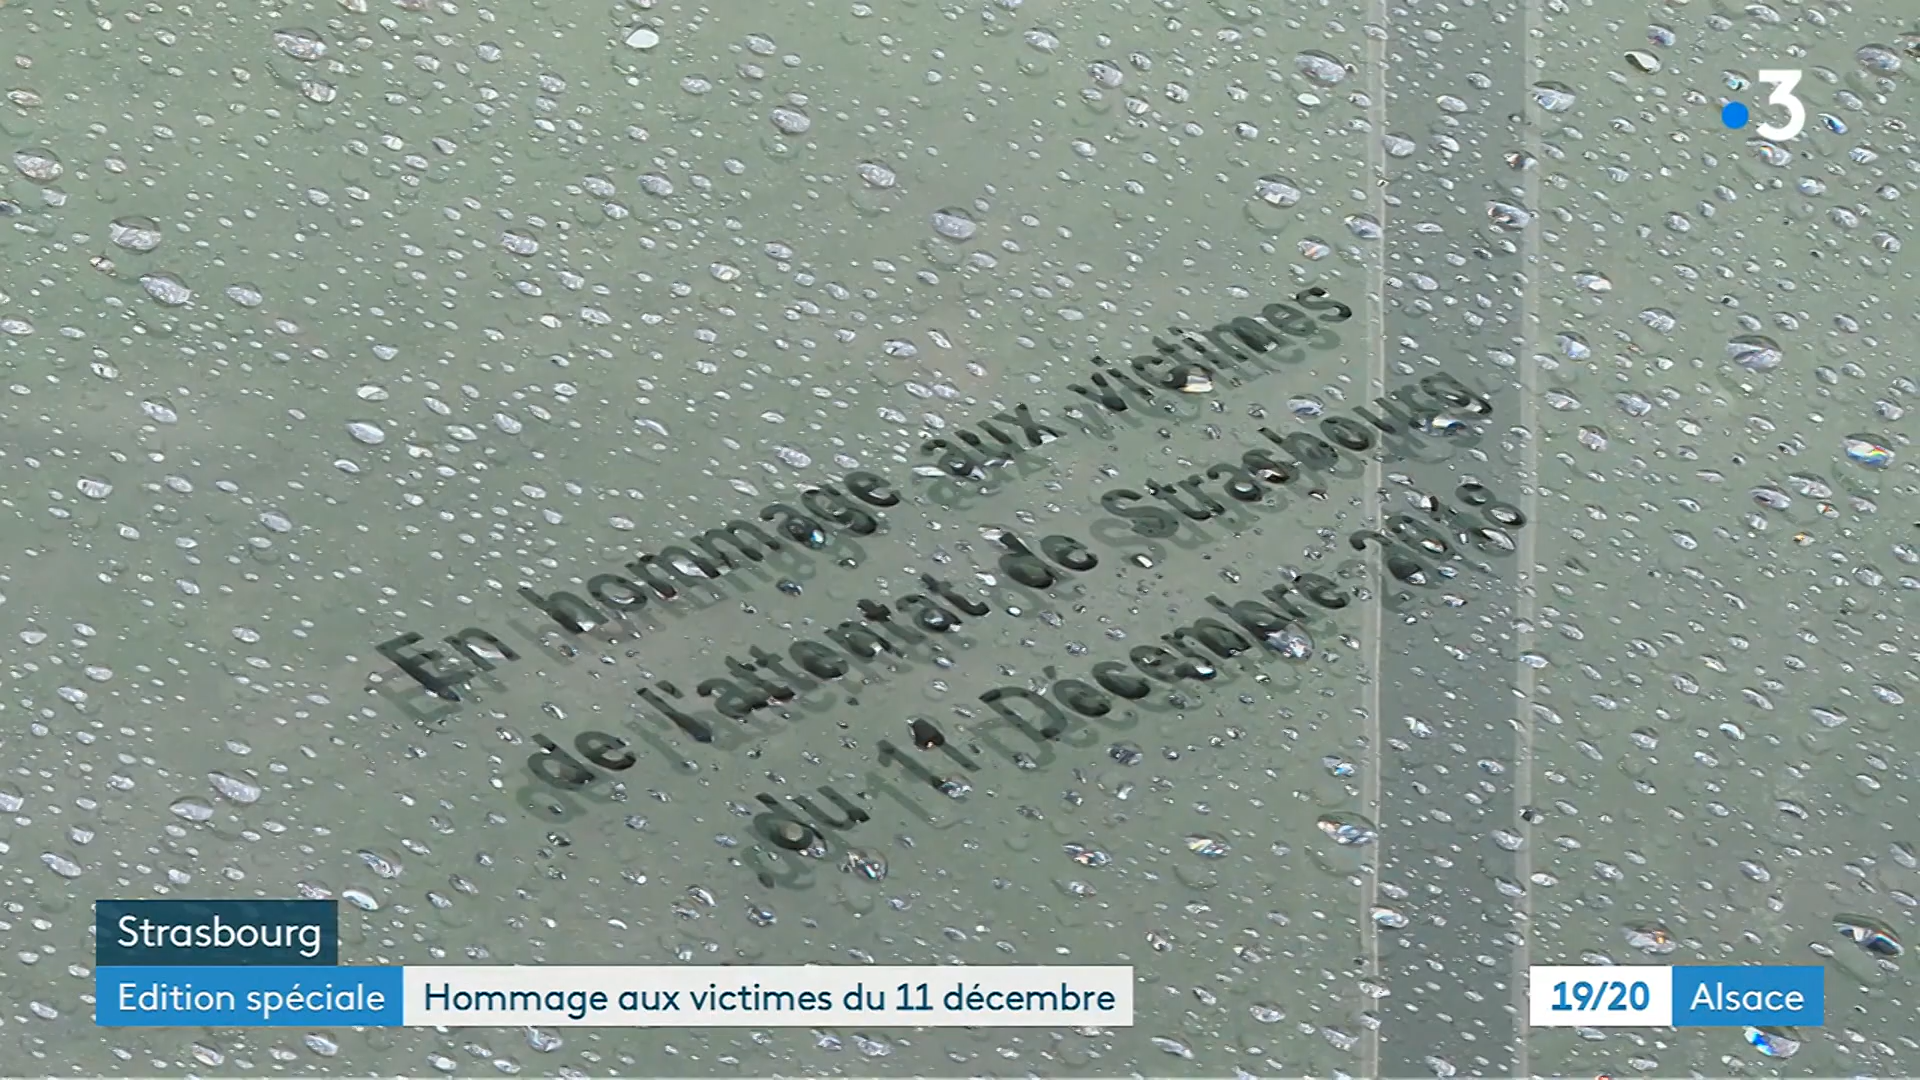 3
En hommage aux victimes
de l'attentat de Strasbourg
du 11 Décembre 2018
Strasbourg
Edition spéciale Hommage aux victimes du 11 décembre
19/20 Alsace